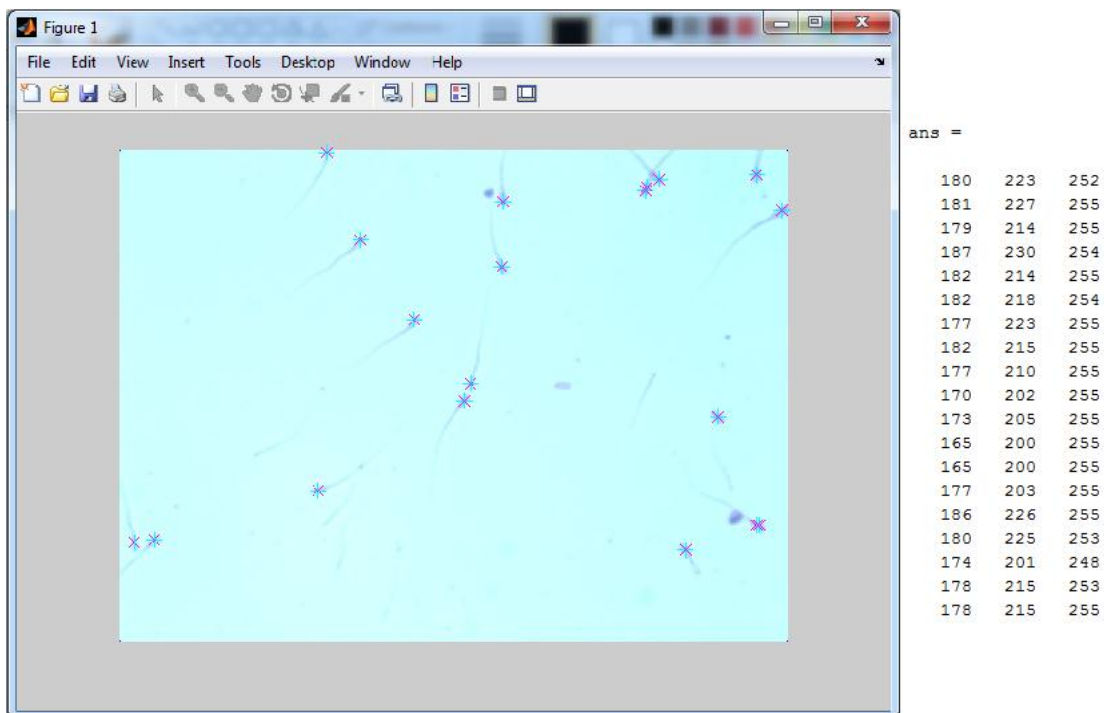 Figure 1
File Edit View Insert Tools Desktop Window Help
ans =
180 223 252
181 227 255
179 214 255
187 230 254
182 214 255
182 218 254
177 223 255
182 215 255
177 210 255
170 202 255
173 205 255
165 200 255
165 200 255
177 203 255
186 226 255
180 225 253
174 201 248
178 215 253
178 215 255